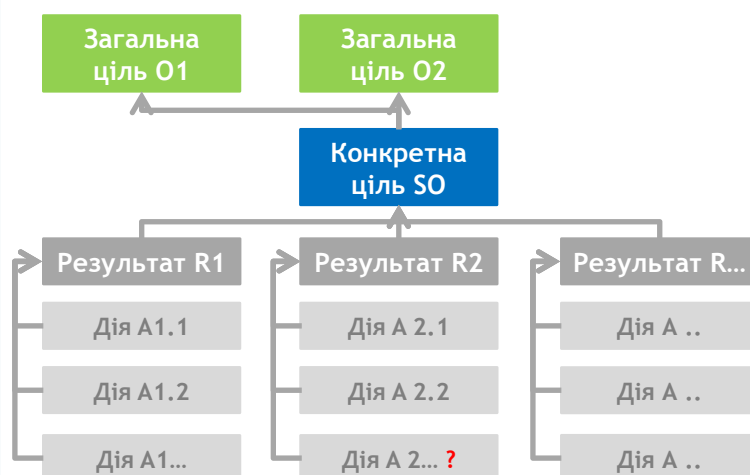 Загальна
ціль О1
Загальна
ціль О2
Конкретна
ціль SO
Результат R1
Результат R2
Результат R…
Дія А1.1
Дія А 2.1
Дія А ..
Дія А1.2
Дія А 2.2
Дія А ..
Дія А1…
Дія А 2… ?
Дія А ..